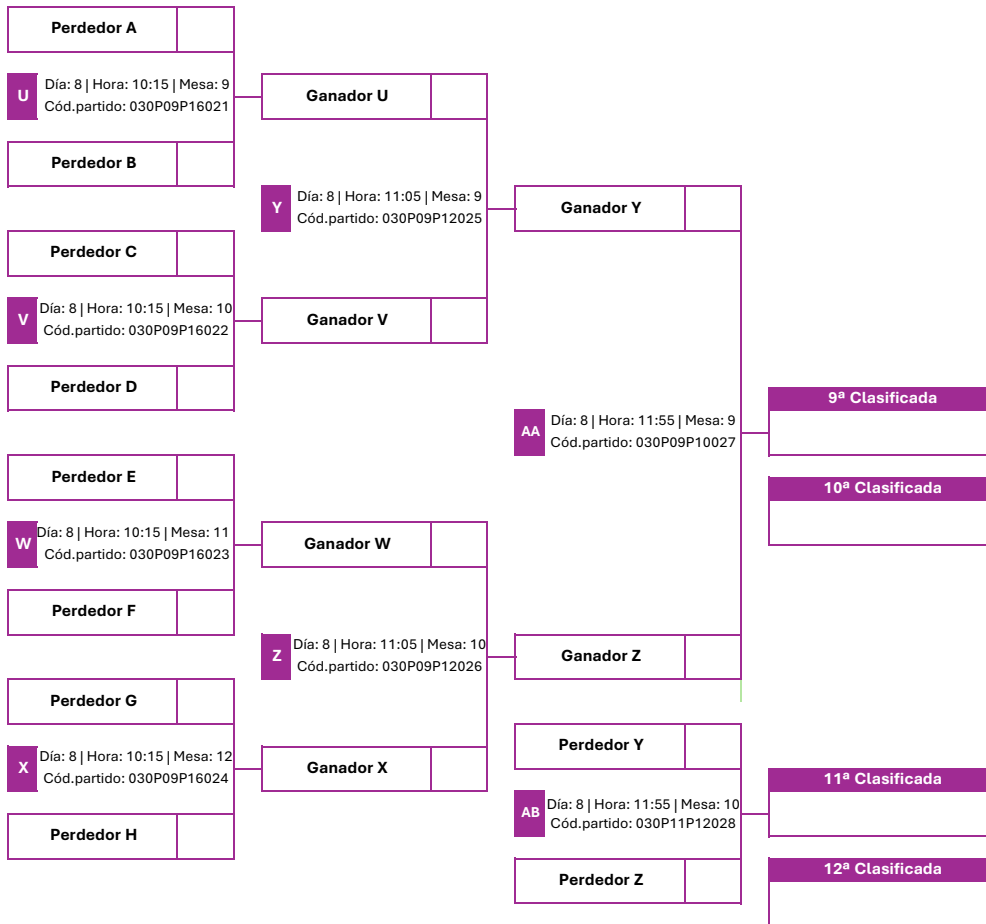 Perdedor A
U
Día: 8 | Hora: 10:15 | Mesa: 9
Cód.partido: 030P09P16021
Perdedor B
Ganador U
Y
Día: 8 | Hora: 11:05 | Mesa: 9
Cód.partido: 030P09P12025
Ganador Y
Perdedor C
V
Día: 8 | Hora: 10:15 | Mesa: 10
Cód.partido: 030P09P16022
Perdedor D
Ganador V
AA
Día: 8 | Hora: 11:55 | Mesa: 9
Cód.partido: 030P09P10027
9ª Clasificada
10ª Clasificada
Perdedor E
W
Día: 8 | Hora: 10:15 | Mesa: 11
Cód.partido: 030P09P16023
Perdedor F
Ganador W
Z
Día: 8 | Hora: 11:05 | Mesa: 10
Cód.partido: 030P09P12026
Ganador Z
Perdedor G
X
Día: 8 | Hora: 10:15 | Mesa: 12
Cód.partido: 030P09P16024
Perdedor H
Ganador X
Perdedor Y
AB
Día: 8 | Hora: 11:55 | Mesa: 10
Cód.partido: 030P11P12028
Perdedor Z
11ª Clasificada
12ª Clasificada